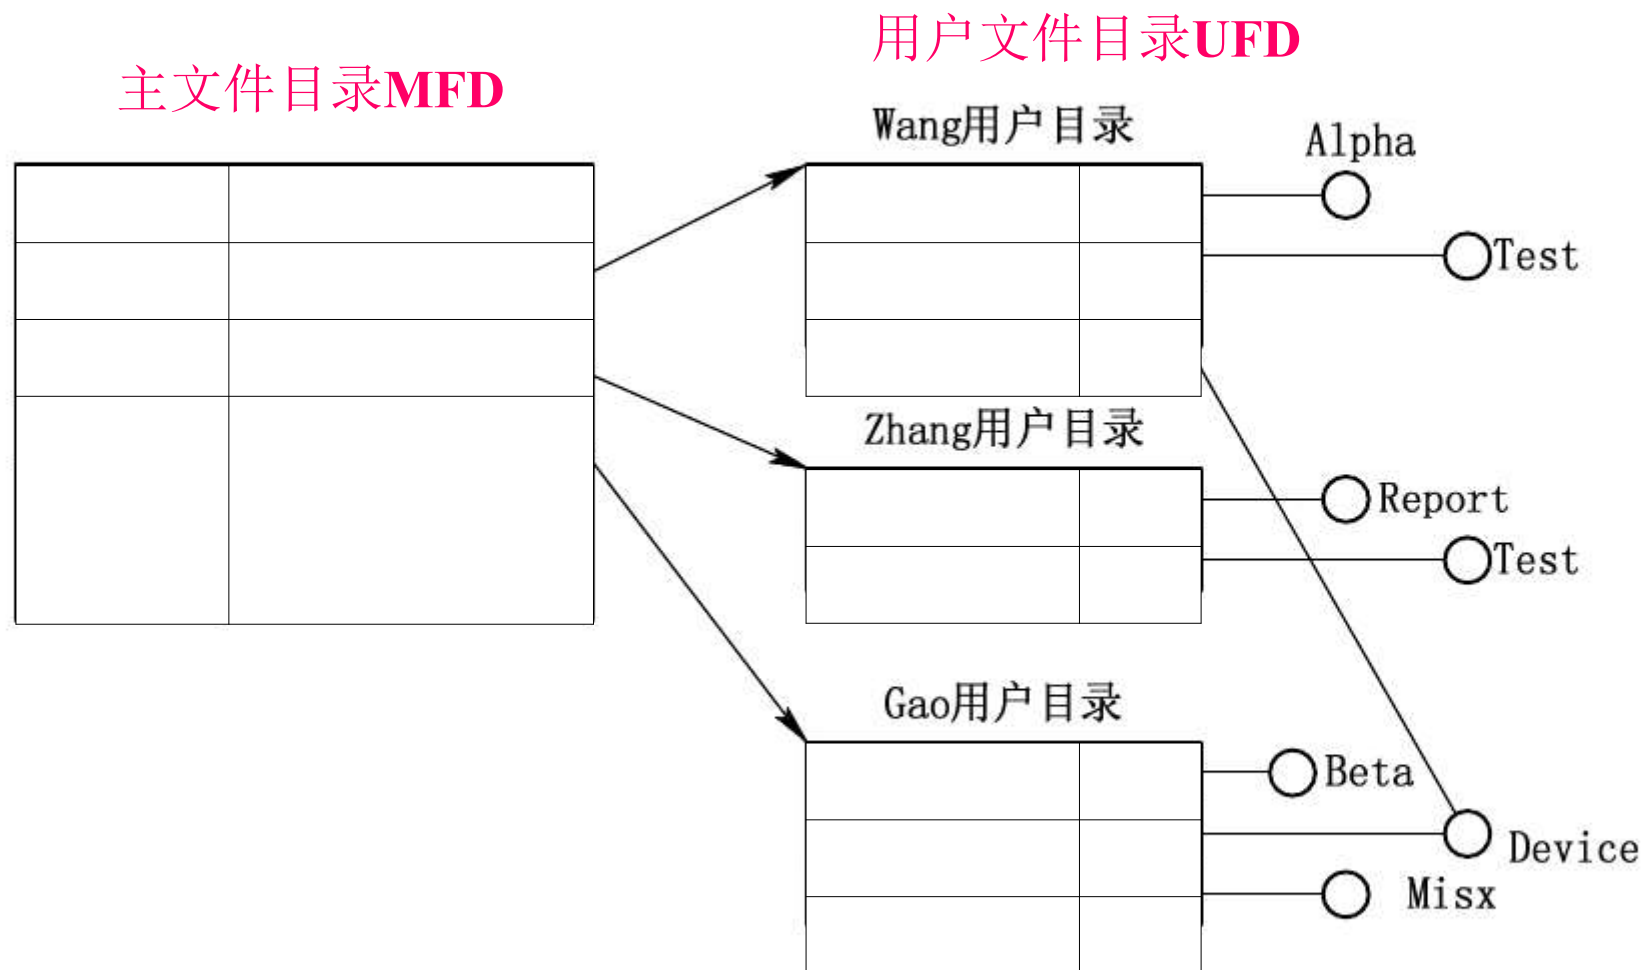 用户文件目录UFD
主文件目录MFD
Wang用户目录
Alpha
Test
Zhang用户目录
Report
Test
Gao用户目录
Beta
Device
Misx